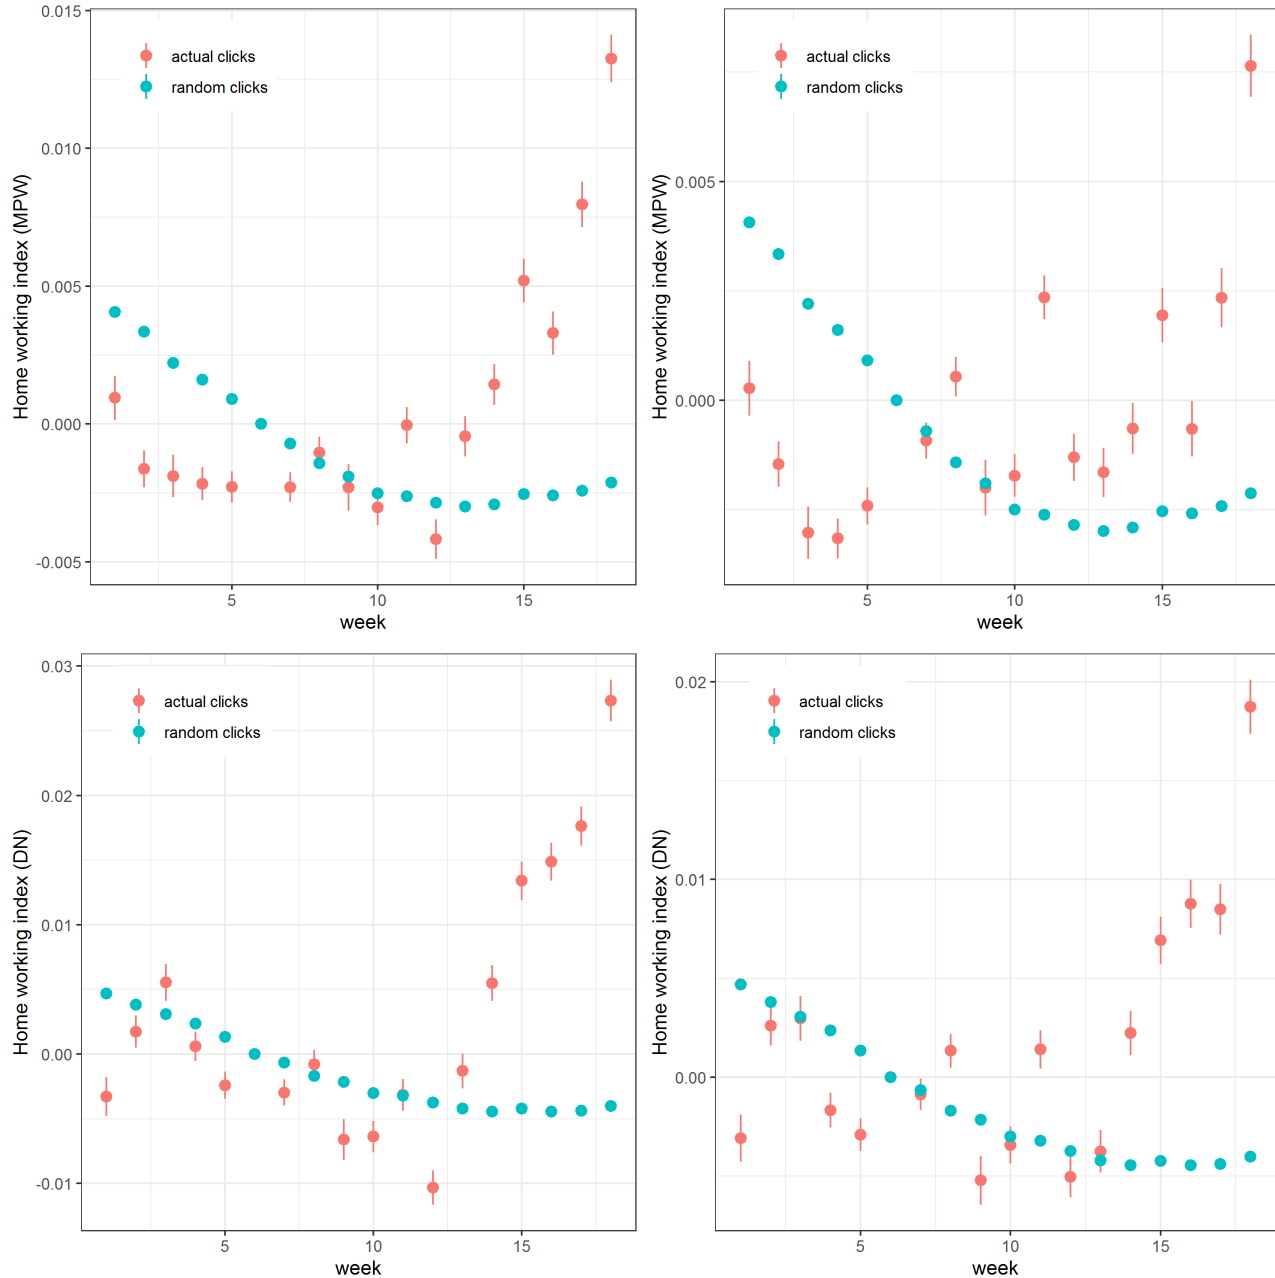 0.015
0.010
0.005
0.000
-0.005
Home working index (MPW)
actual clicks
random clicks
5
10
15
week
0.005
0.000
Home working index (MPW)
actual clicks
random clicks
5
10
15
week
0.03
0.02
0.01
0.00
-0.01
Home working index (DN)
actual clicks
random clicks
5
10
15
week
0.02
0.01
0.00
Home working index (DN)
actual clicks
random clicks
5
10
15
week